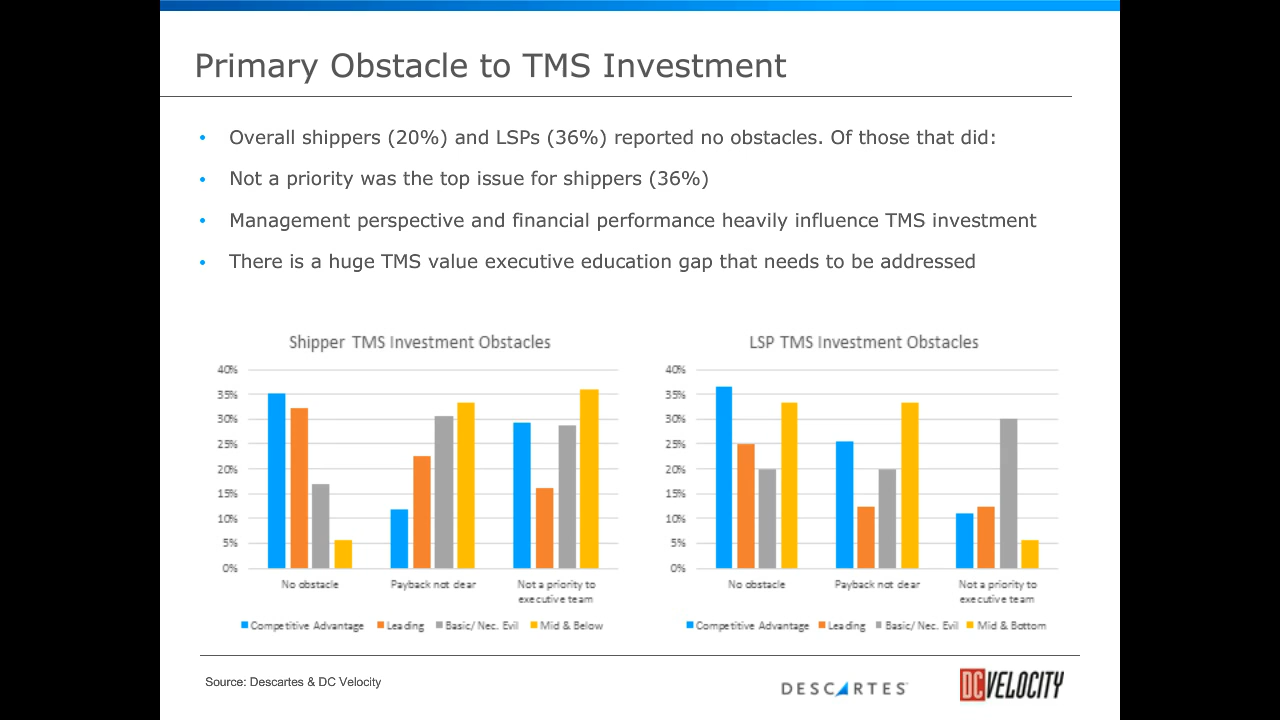 Primary Obstacle to TMS Investment
• Overall shippers (20%) and LSPs (36%) reported no obstacles. Of those that did:
• Not a priority was the top issue for shippers (36%)
• Management perspective and financial performance heavily influence TMS investment
• There is a huge TMS value executive education gap that needs to be addressed
Shipper TMS Investment Obstacles
40%
35%
30%
25%
20%
15%
10%
5%
0%
No obstacle
Payback not clear
Not a priority to
executive team
Competitive Advantage Leading Basic/ Nec. Evil Mid & Below
LSP TMS Investment Obstacles
40%
35%
30%
25%
20%
15%
10%
5%
0%
No obstacle
Payback not clear
Not a priority to
executive team
Competitive Advantage Leading Basic/ Nec. Evil Mid & Bottom
Source: Descartes & DC Velocity
DESCARTES
DC VELOCITY